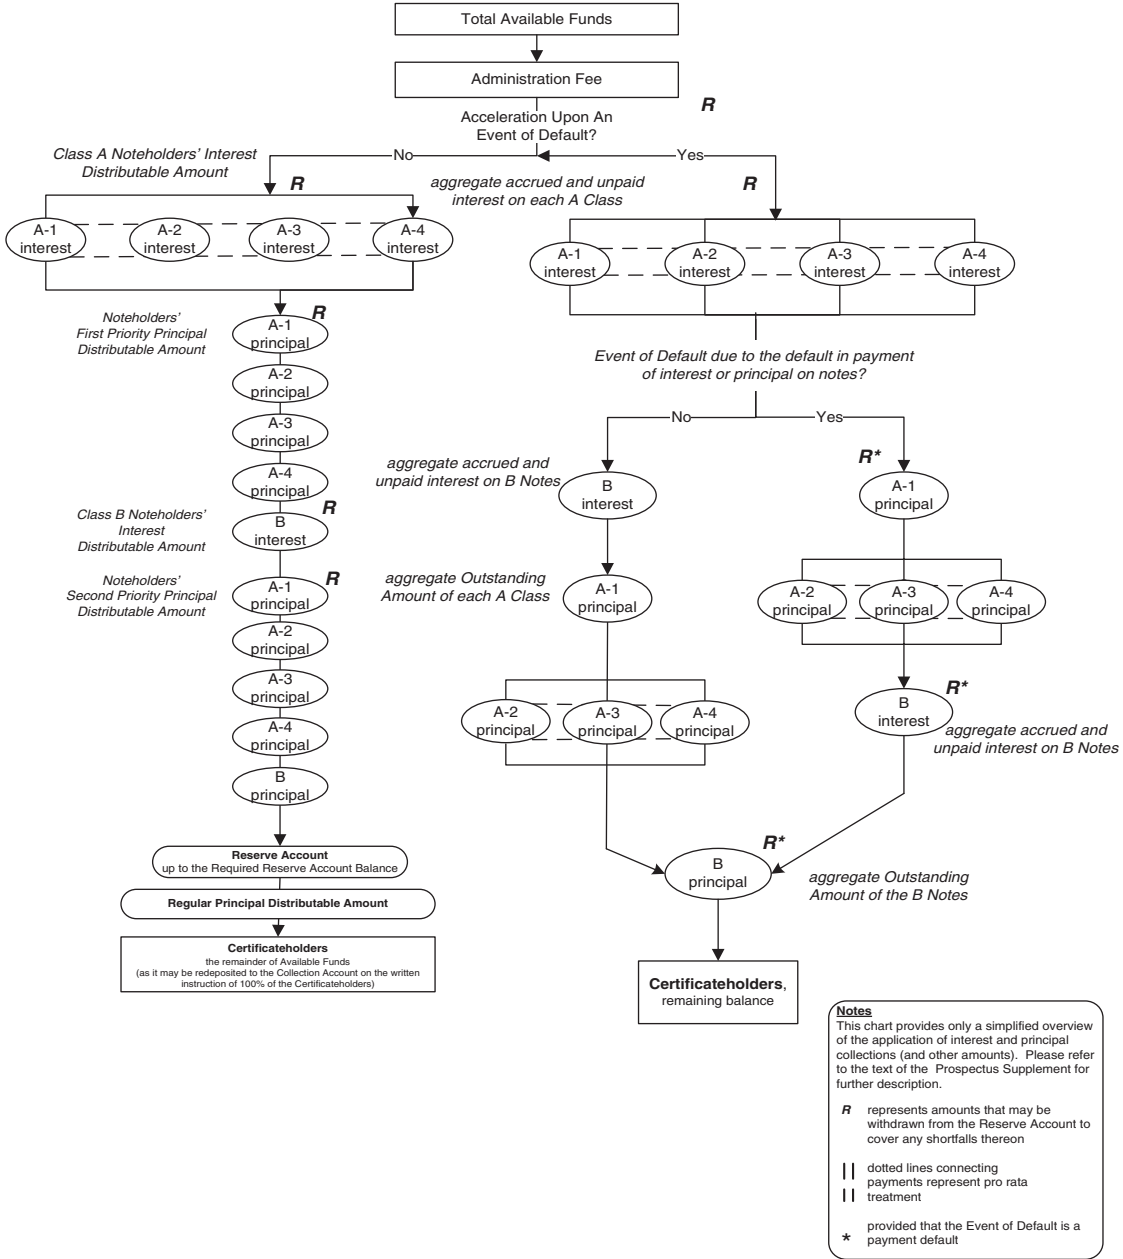 Total Available Funds
Administration Fee
R
Acceleration Upon An
Event of Default?
No
Yes
Class A Noteholders' Interest
Distributable Amount
R
aggregate accrued and unpaid
interest on each A Class
R
A-1
interest
A-2
interest
A-3
interest
A-4
interest
A-1
interest
A-2
interest
A-3
interest
A-4
interest
Noteholders'
First Priority Principal
Distributable Amount
R
A-1
principal
A-2
principal
A-3
principal
A-4
principal
Class B Noteholders'
Interest
Distributable Amount
R
B
interest
Noteholders'
Second Priority Principal
Distributable Amount
R
A-1
principal
A-2
principal
A-3
principal
A-4
principal
B
principal
Reserve Account
up to the Required Reserve Account Balance
Regular Principal Distributable Amount
Certificateholders
the remainder of Available Funds
(as it may be redeposited to the Collection Account on the written
instruction of 100% of the Certificateholders)
Event of Default due to the default in payment
of interest or principal on notes?
No
Yes
aggregate accrued and
unpaid interest on B Notes
B
interest
R*
A-1
principal
aggregate Outstanding
Amount of each A Class
A-1
principal
A-2
principal
A-3
principal
A-4
principal
A-2
principal
A-3
principal
A-4
principal
R*
B
interest
aggregate accrued and
unpaid interest on B Notes
R*
B
principal
aggregate Outstanding
Amount of the B Notes
Certificateholders,
remaining balance
Notes
This chart provides only a simplified overview
of the application of interest and principal
collections (and other amounts). Please refer
to the text of the Prospectus Supplement for
further description.
R represents amounts that may be
withdrawn from the Reserve Account to
cover any shortfalls thereon
dotted lines connecting
payments represent pro rata
treatment
* provided that the Event of Default is a
payment default